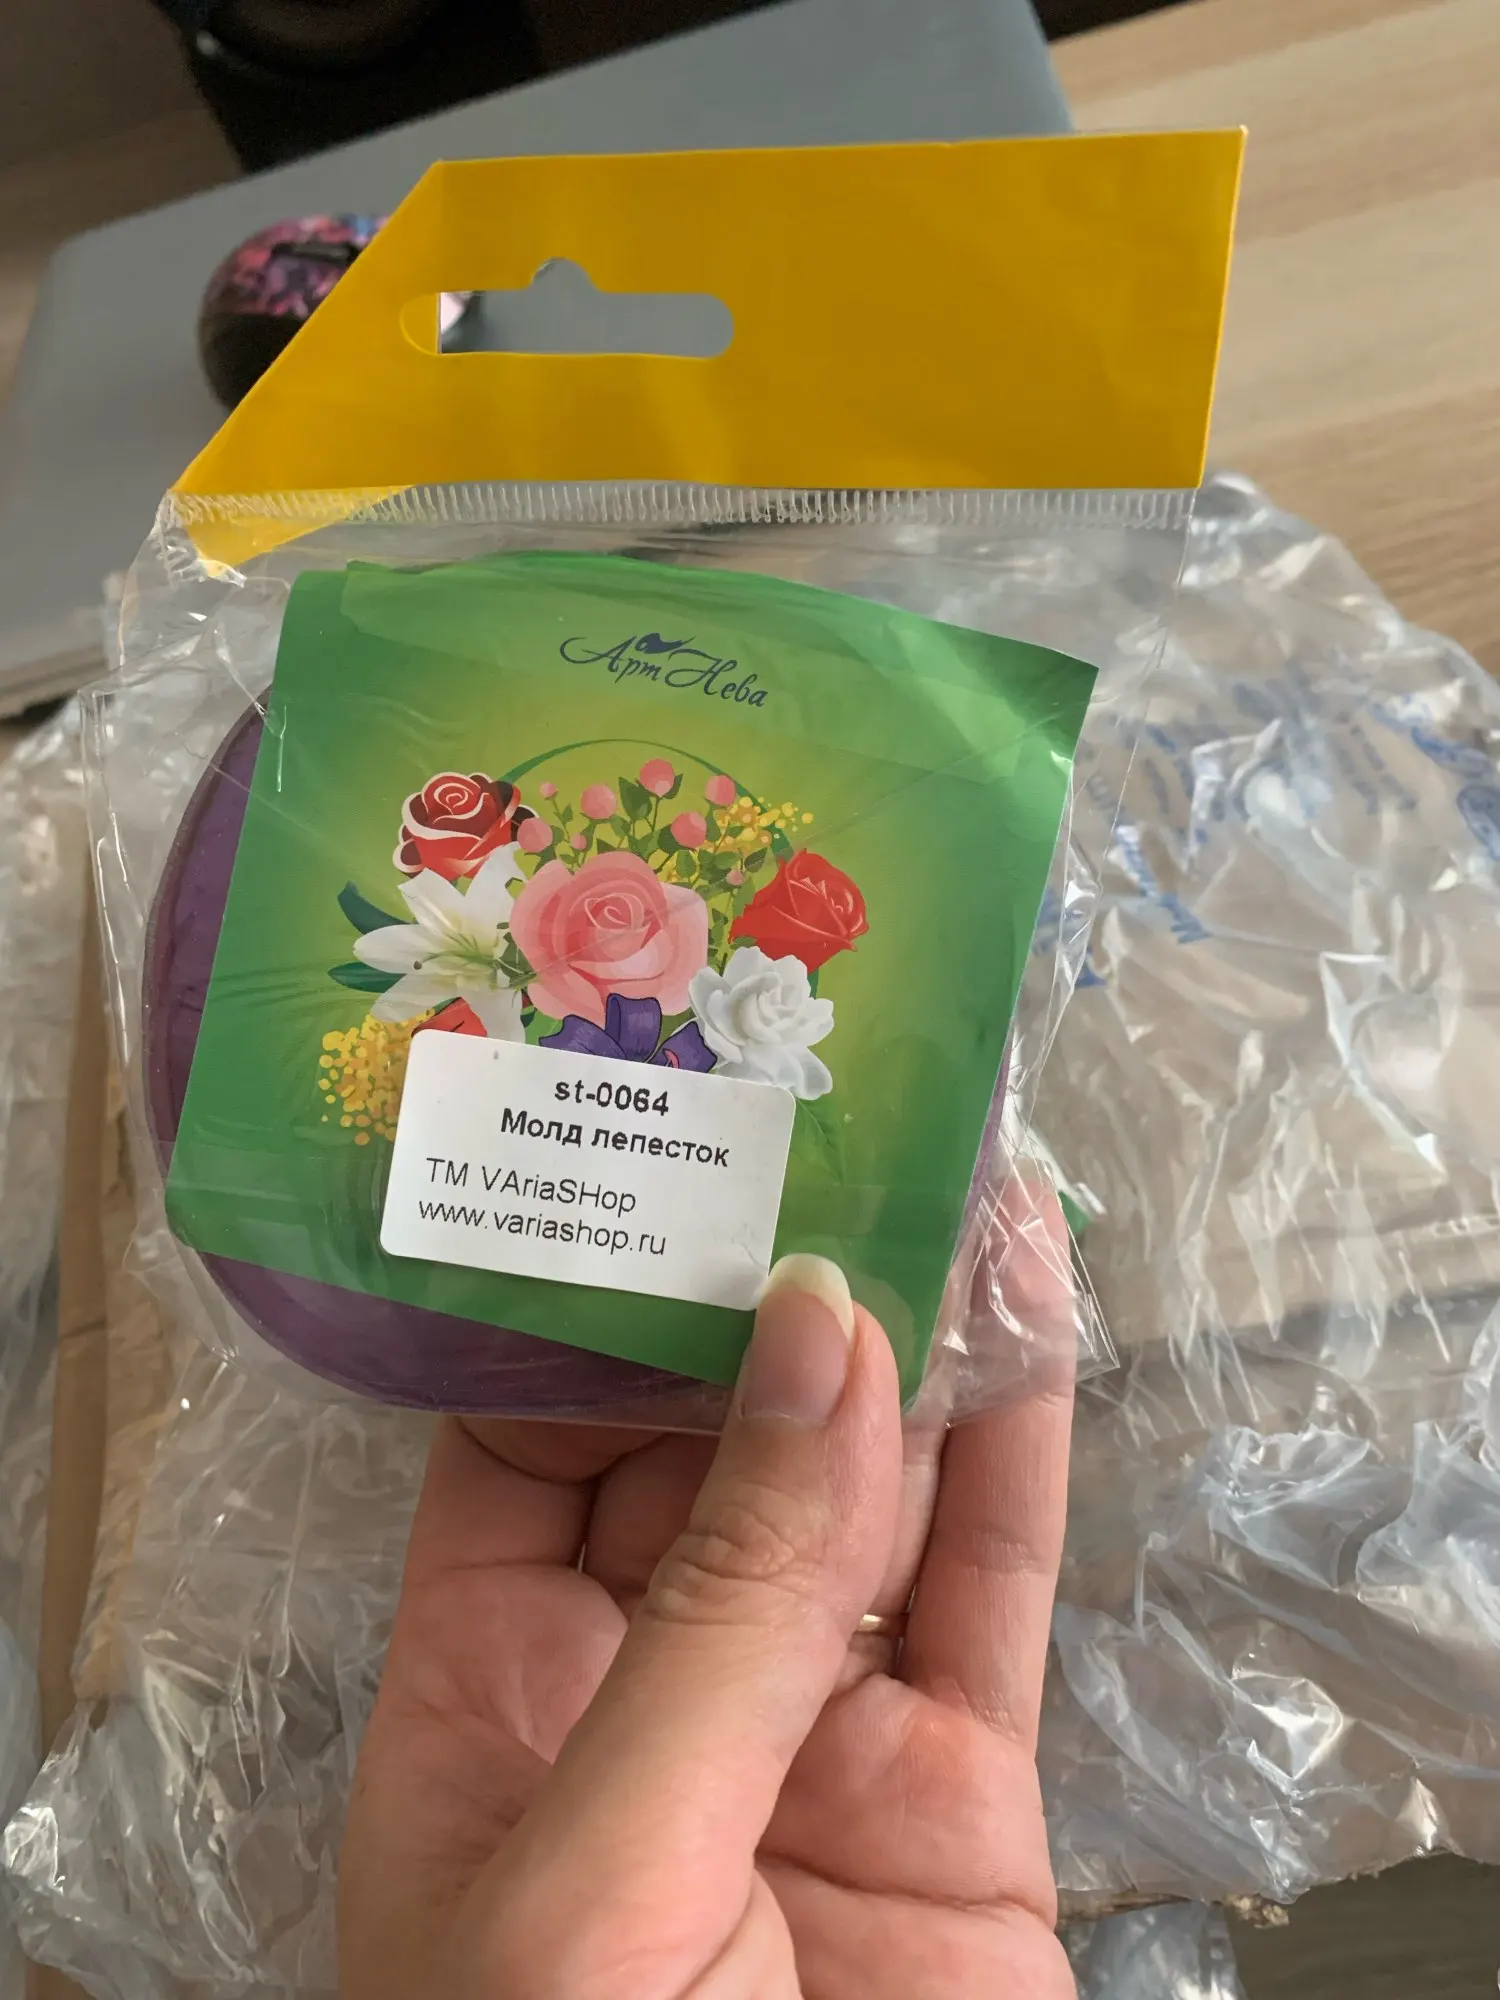 Арт Нева
st-0064
Молд лепесток
TM VAriaSHop
www.variashop.ru